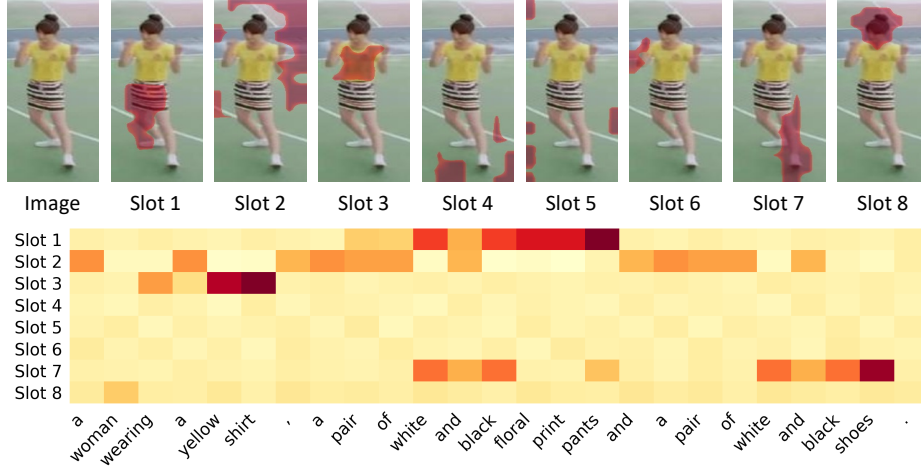 Image Slot 1 Slot 2 Slot 3 Slot 4 Slot 5 Slot 6 Slot 7 Slot 8
Slot 1
Slot 2
Slot 3
Slot 4
Slot 5
Slot 6
Slot 7
Slot 8
a woman wearing a yellow shirt , a pair of white and black floral print pants and a pair of white and black shoes .